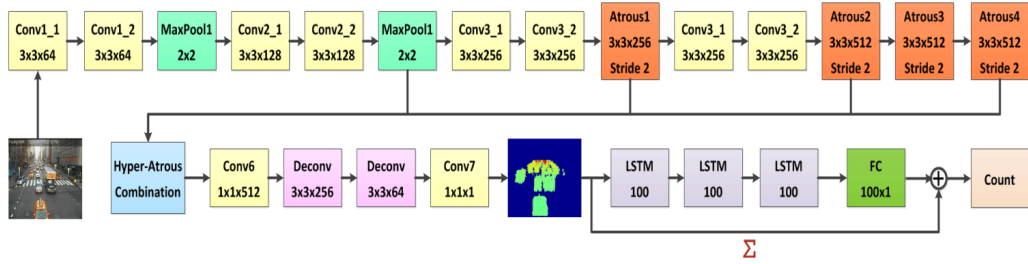 Conv1_1
3x3x64
Conv1_2
3x3x64
MaxPool1
2x2
Conv2_1
3x3x128
Conv2_2
3x3x128
MaxPool1
2x2
Conv3_1
3x3x256
Conv3_2
3x3x256
Atrous1
3x3x256
Stride 2
Conv3_1
3x3x256
Conv3_2
3x3x256
Atrous2
3x3x512
Stride 2
Atrous3
3x3x512
Stride 2
Atrous4
3x3x512
Stride 2
Hyper-Atrous
Combination
Conv6
1x1x512
Deconv
3x3x256
Deconv
3x3x64
Conv7
1x1x1
LSTM
100
LSTM
100
LSTM
100
FC
100x1
+
Count
Σ